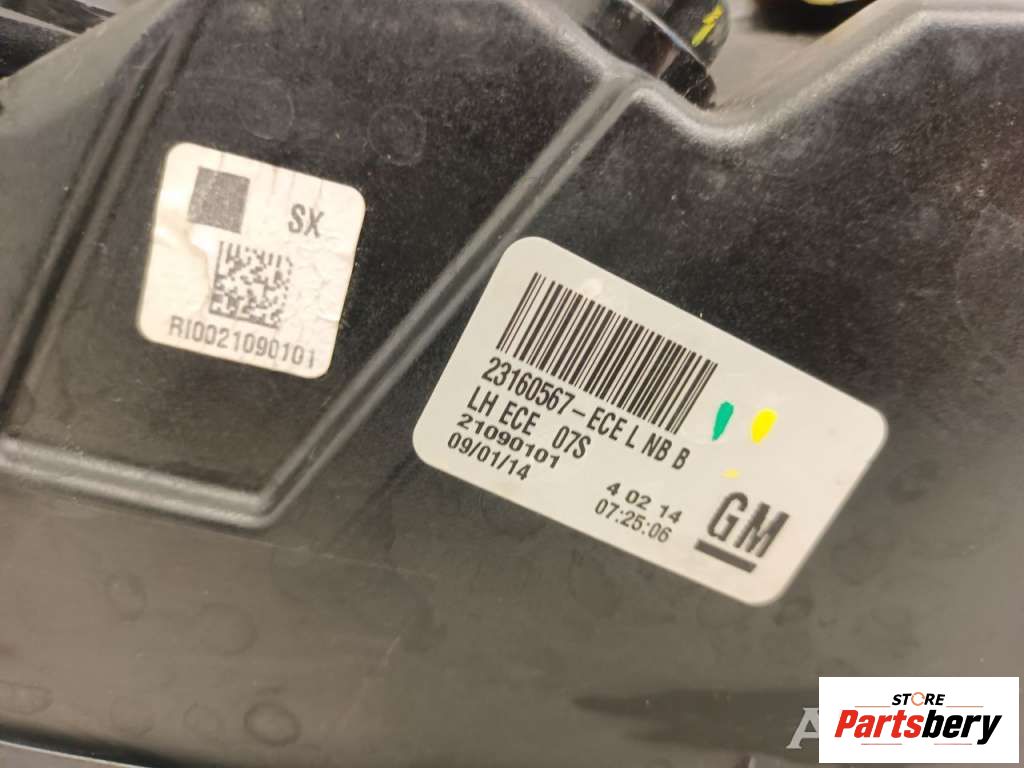 SX
RI0021090101
23160567-ECE L NB B
LH ECE 07S
21090101
09/01/14
4 02 14
07:25:06
GM
STORE
Partsbery